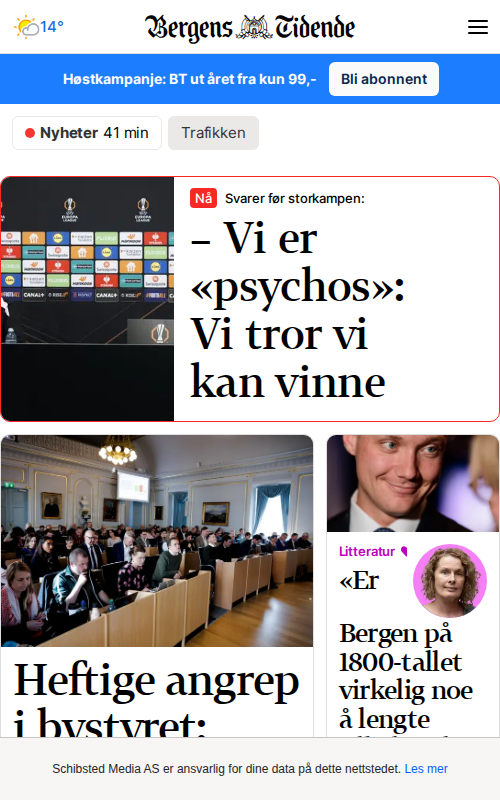 14°
Bergens Tidende
Høstkampanje: BT ut året fra kun 99,-
Bli abonnent
Nyheter 41 min
Trafikken
Nå Svarer før storkampen:
– Vi er
«psychos»:
Vi tror vi
kan vinne
Litteratur
«Er
Bergen på
1800-tallet
virkelig noe
å lengte
Heftige angrep
i bystyret:
Schibsted Media AS er ansvarlig for dine data på dette nettstedet. Les mer